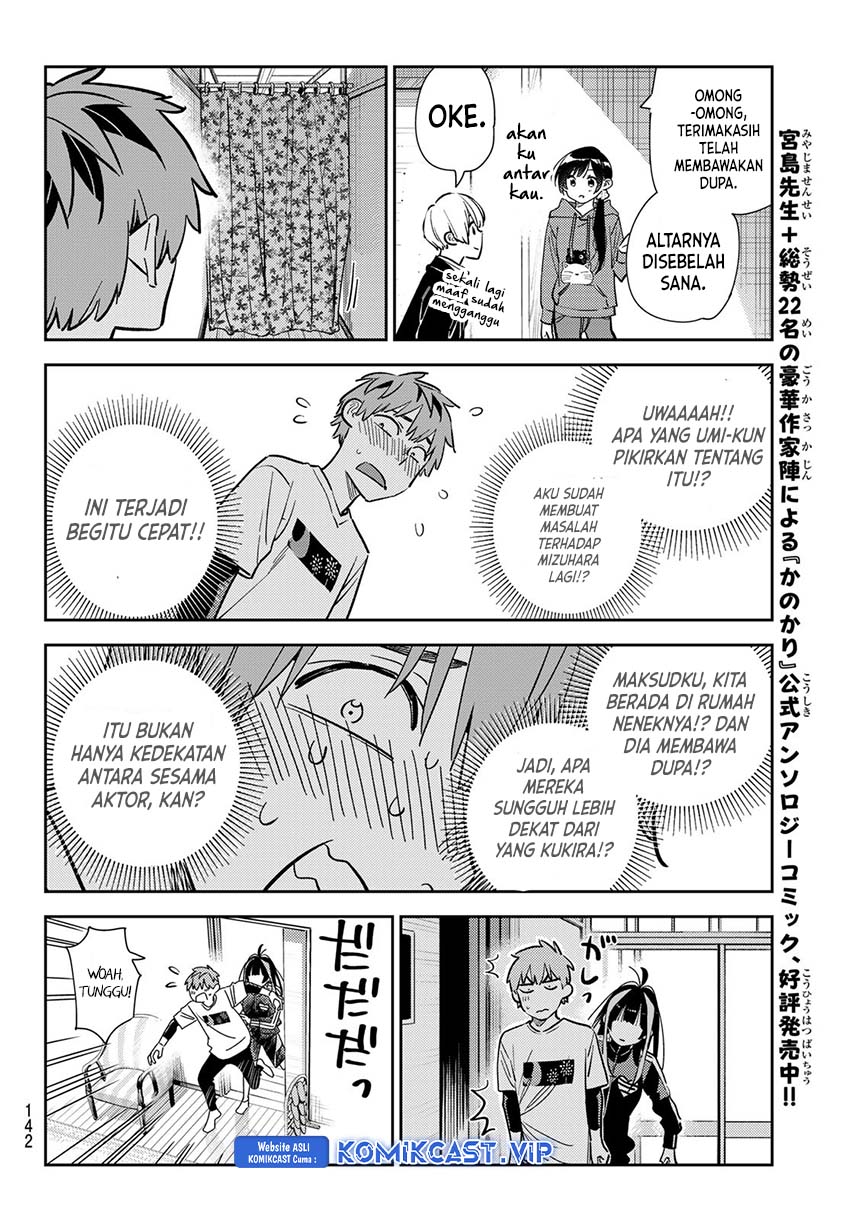 OMONG
-OMONG,
TERIMAKASIH
TELAH
MEMBAWAKAN
DUPA.
ALTARNYA
DISEBELAH
SANA.
OKE.
akan
ku
antar
kau.
sekali lagi
maaf sudah
mengganggu
UWAAAAH!!
APA YANG UMI-KUN
PIKIRKAN TENTANG
ITU!?
AKU SUDAH
MEMBUAT
MASALAH
TERHADAP
MIZUHARA
LAGI!?
INI TERJADI
BEGITU CEPAT!!
MAKSUDKU, KITA
BERADA DI RUMAH
NENEKNYA!? DAN
DIA MEMBAWA
DUPA!?
JADI, APA
MEREKA
SUNGGUH LEBIH
DEKAT DARI
YANG KUKIRA!?
ITU BUKAN
HANYA KEDEKATAN
ANTARA SESAMA
AKTOR, KAN?
がしっ
WOAH,
TUNGGU!
宮島先生+総勢22名の豪華作家陣による『かのかり』公式アンソロジーコミック、好評発売中!!
みやじませんせい
そうぜい
めい
ごうかさっかじん
こうしき
こうひょうはつばいちゅう
142
Website ASLI
KOMIKCAST Cuma :
KOMIKCAST.VIP